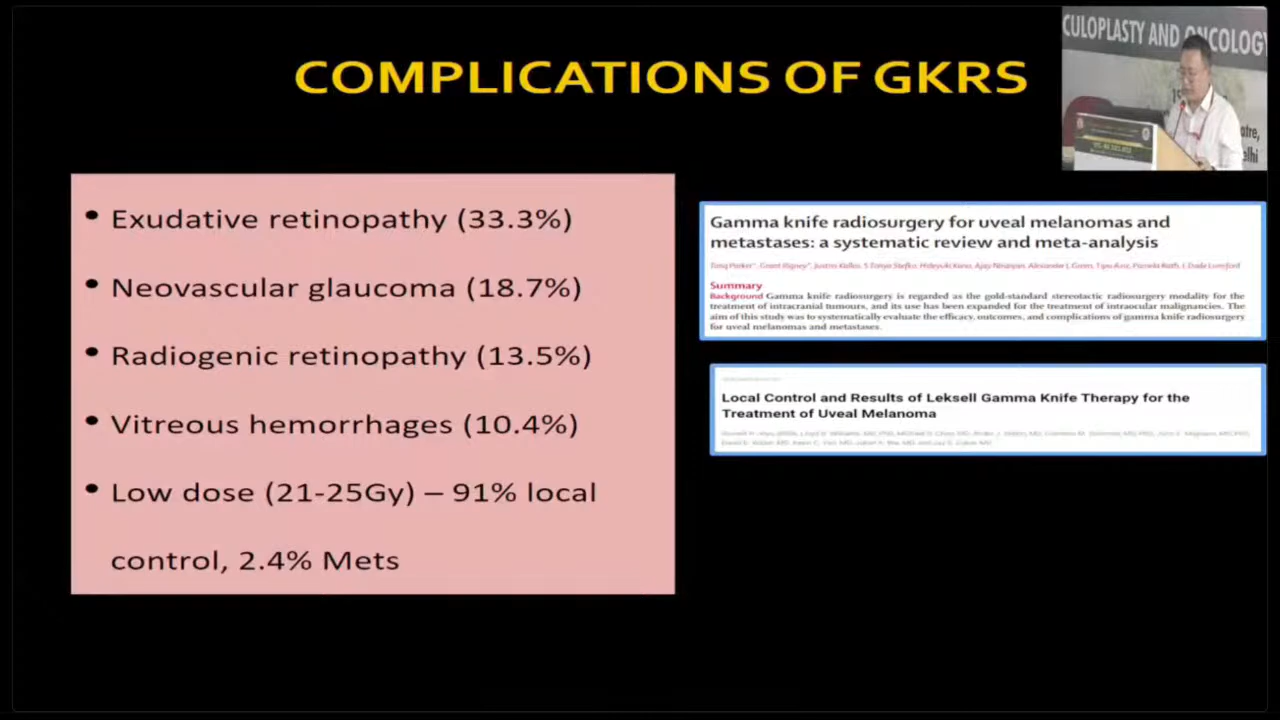 COMPLICATIONS OF GKRS
CULOPLASTY AND ONCOLOGY
• Exudative retinopathy (33.3%)
• Neovascular glaucoma (18.7%)
• Radiogenic retinopathy (13.5%)
• Vitreous hemorrhages (10.4%)
• Low dose (21-25Gy) – 91% local
control, 2.4% Mets
Gamma knife radiosurgery for uveal melanomas and
metastases: a systematic review and meta-analysis
Summary
Background Gamma knife radiosurgery is regarded as the gold-standard stereotactic radiosurgery modality for the
treatment of intracranial tumours, and its use has been expanded for the treatment of intraocular malignancies. The
aim of this study was to systematically evaluate the efficacy, outcomes, and complications of gamma knife radiosurgery
for uveal melanomas and metastases.
Local Control and Results of Leksell Gamma Knife Therapy for the
Treatment of Uveal Melanoma